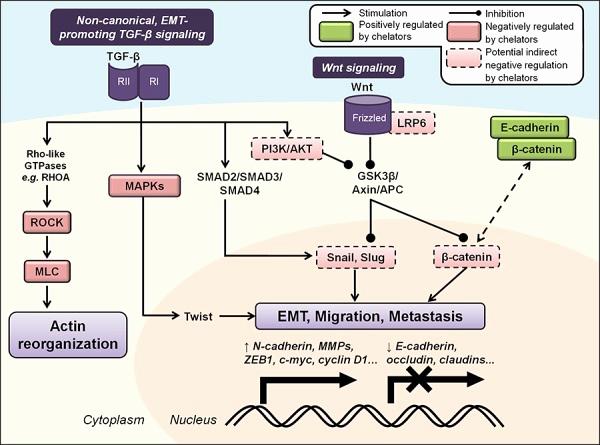 Non-canonical, EMT-
promoting TGF-β signaling
Stimulation
Inhibition
Positively regulated
by chelators
Negatively regulated
by chelators
Potential indirect
negative regulation
by chelators
TGF-β
RII
RI
Wnt signaling
Wnt
Frizzled
LRP6
E-cadherin
β-catenin
PI3K/AKT
Rho-like
GTPases
e.g. RHOA
MAPKs
SMAD2/SMAD3/
SMAD4
GSK3β/
Axin/APC
ROCK
MLC
Snail, Slug
β-catenin
Actin
reorganization
Twist
EMT, Migration, Metastasis
↑ N-cadherin, MMPs,
ZEB1, c-myc, cyclin D1...
↓ E-cadherin,
occludin, claudins...
Cytoplasm
Nucleus